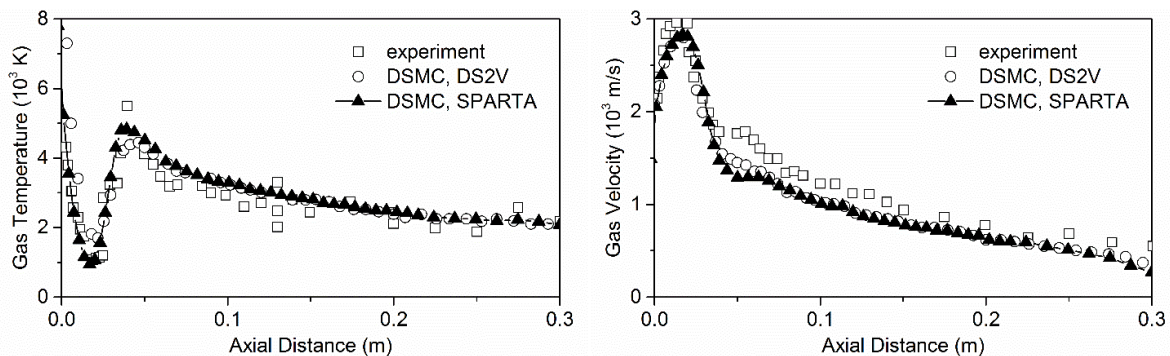 8
6
4
2
0
Gas Temperature (10³ K)
experiment
DSMC, DS2V
DSMC, SPARTA
0.0 0.1 0.2 0.3
Axial Distance (m)
3
2
1
0
Gas Velocity (10³ m/s)
experiment
DSMC, DS2V
DSMC, SPARTA
0.00 0.1 0.2 0.3
Axial Distance (m)